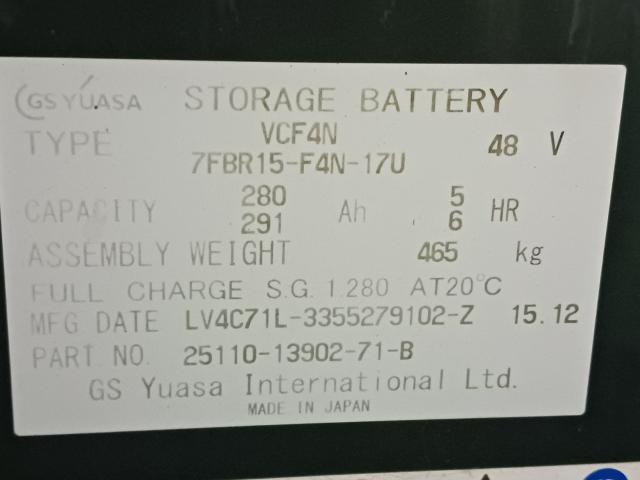 GS YUASA STORAGE BATTERY
TYPE VCF4N 48 V
7FBR15-F4N-17U
CAPACITY 280 Ah 5 HR
291 6
ASSEMBLY WEIGHT 465 kg
FULL CHARGE S.G. 1.280 AT20°C
MFG DATE LV4C71L-3355279102-Z 15.12
PART NO. 25110-13902-71-B
GS Yuasa International Ltd.
MADE IN JAPAN